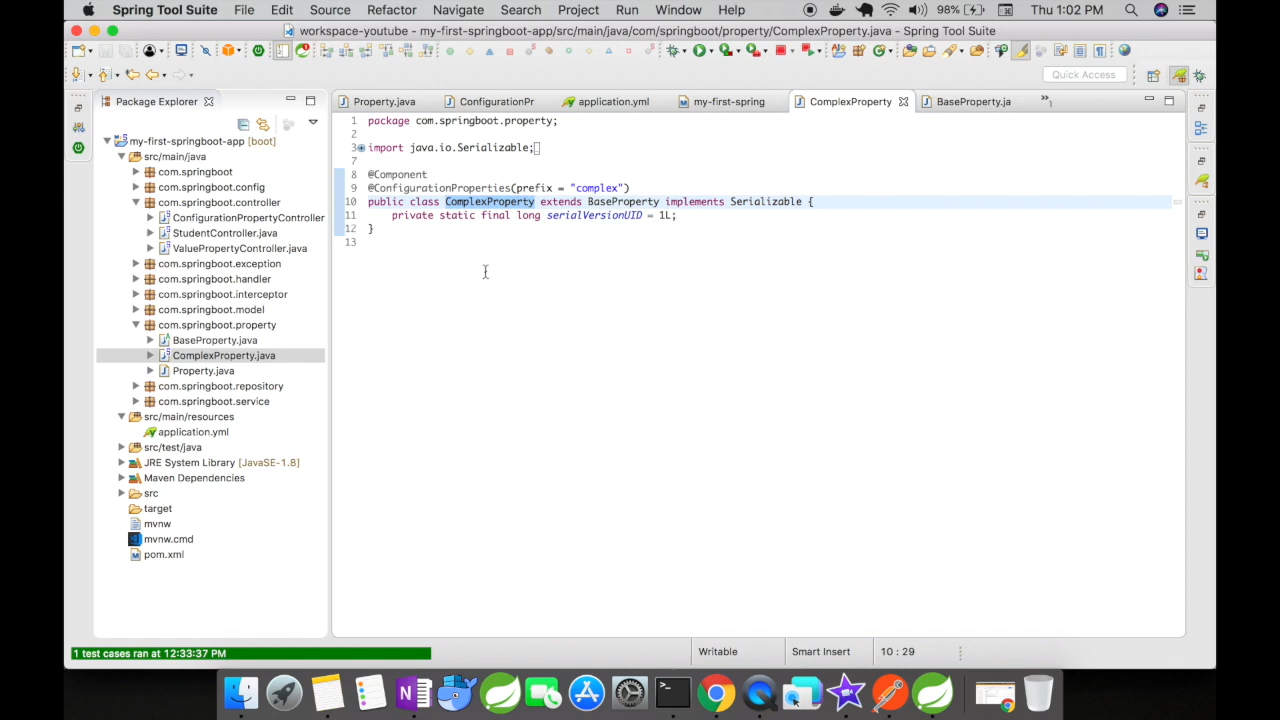 Spring Tool Suite File Edit Source Refactor Navigate Search Project Run Window Help 98% Thu 1:02 PM
workspace-youtube - my-first-springboot-app/src/main/java/com/springboot/property/ComplexProperty.java - Spring Tool Suite
Quick Access
Package Explorer
Property.java ConfigurationPr application.yml my-first-spring ComplexProperty BaseProperty.ja »1
my-first-springboot-app [boot]
src/main/java
com.springboot
com.springboot.config
com.springboot.controller
ConfigurationPropertyController
StudentController.java
ValuePropertyController.java
com.springboot.exception
com.springboot.handler
com.springboot.interceptor
com.springboot.model
com.springboot.property
BaseProperty.java
ComplexProperty.java
Property.java
com.springboot.repository
com.springboot.service
src/main/resources
application.yml
src/test/java
JRE System Library [JavaSE-1.8]
Maven Dependencies
src
target
mvnw
mvnw.cmd
pom.xml
1 package com.springboot.property;
2
3 import java.io.Serializable;
7
8 @Component
9 @ConfigurationProperties(prefix = "complex")
10 public class ComplexProperty extends BaseProperty implements Serializable {
11 private static final long serialVersionUID = 1L;
12 }
13
1 test cases ran at 12:33:37 PM Writable Smart Insert 10 : 29